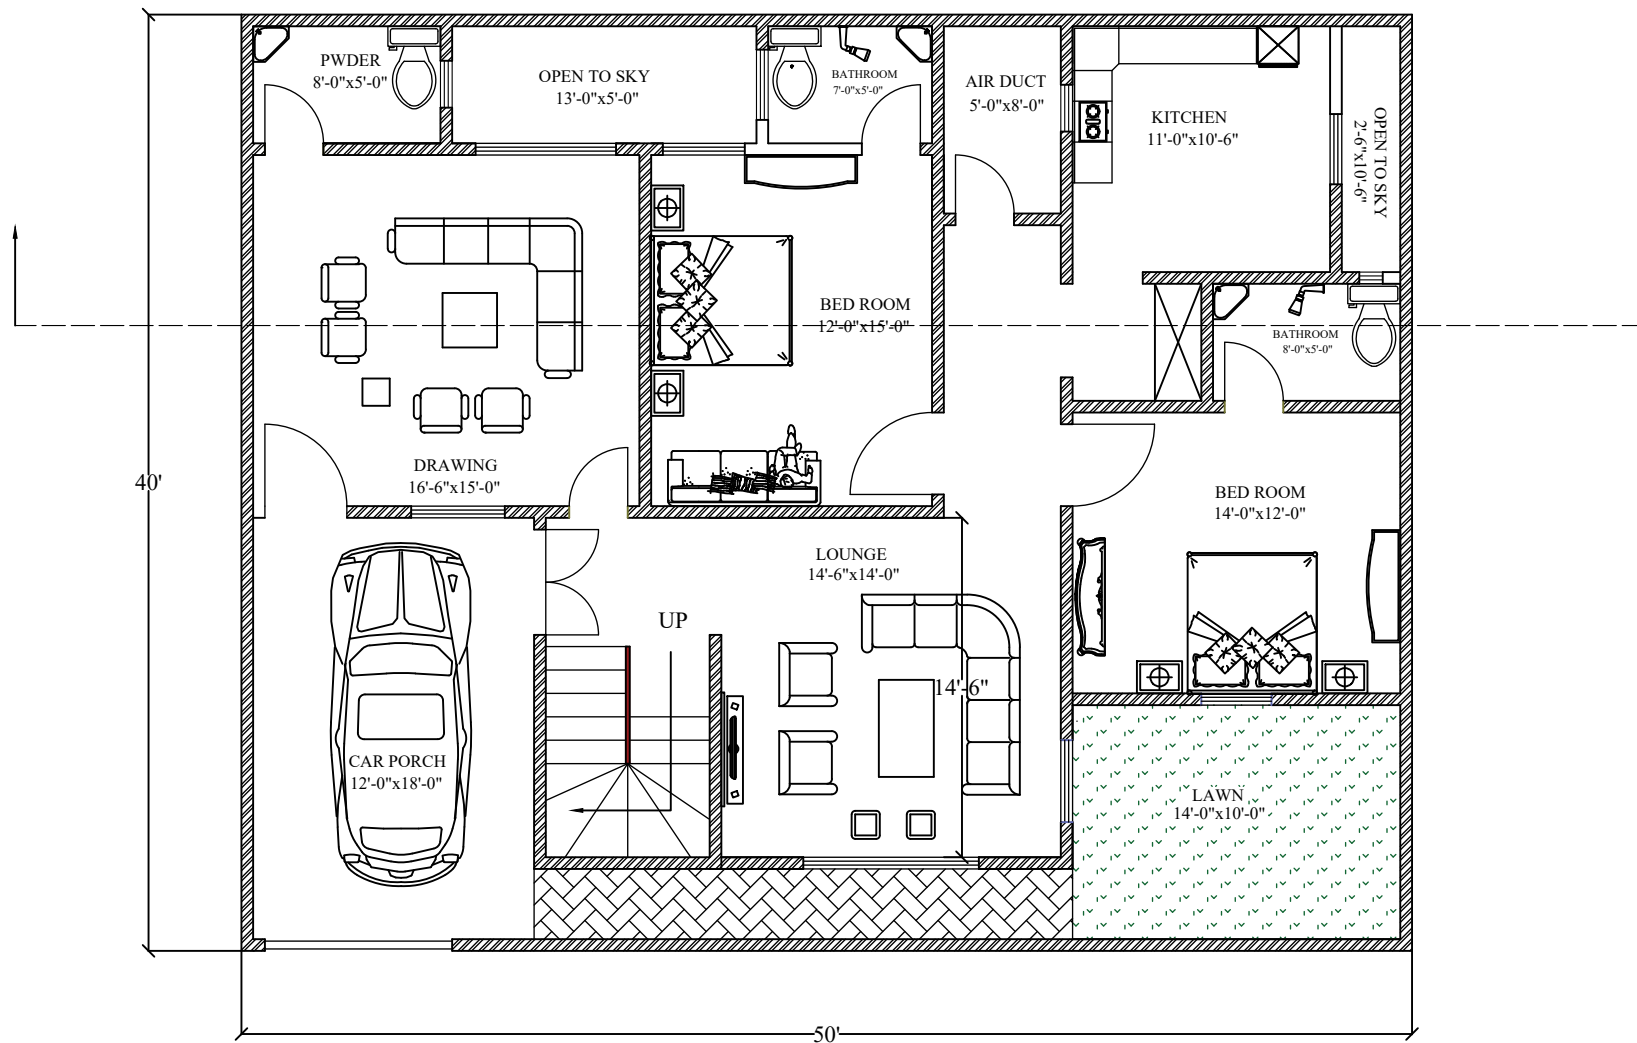 PWDER
8'-0"x5'-0"
OPEN TO SKY
13'-0"x5'-0"
BATHROOM
7'-0"x5'-0"
AIR DUCT
5'-0"x8'-0"
KITCHEN
11'-0"x10'-6"
OPEN TO SKY
2'-6"x10'-6"
BED ROOM
12'-0"x15'-0"
BATHROOM
8'-0"x5'-0"
40'
DRAWING
16'-6"x15'-0"
BED ROOM
14'-0"x12'-0"
LOUNGE
14'-6"x14'-0"
UP
14'-6"
CAR PORCH
12'-0"x18'-0"
LAWN
14'-0"x10'-0"
50'